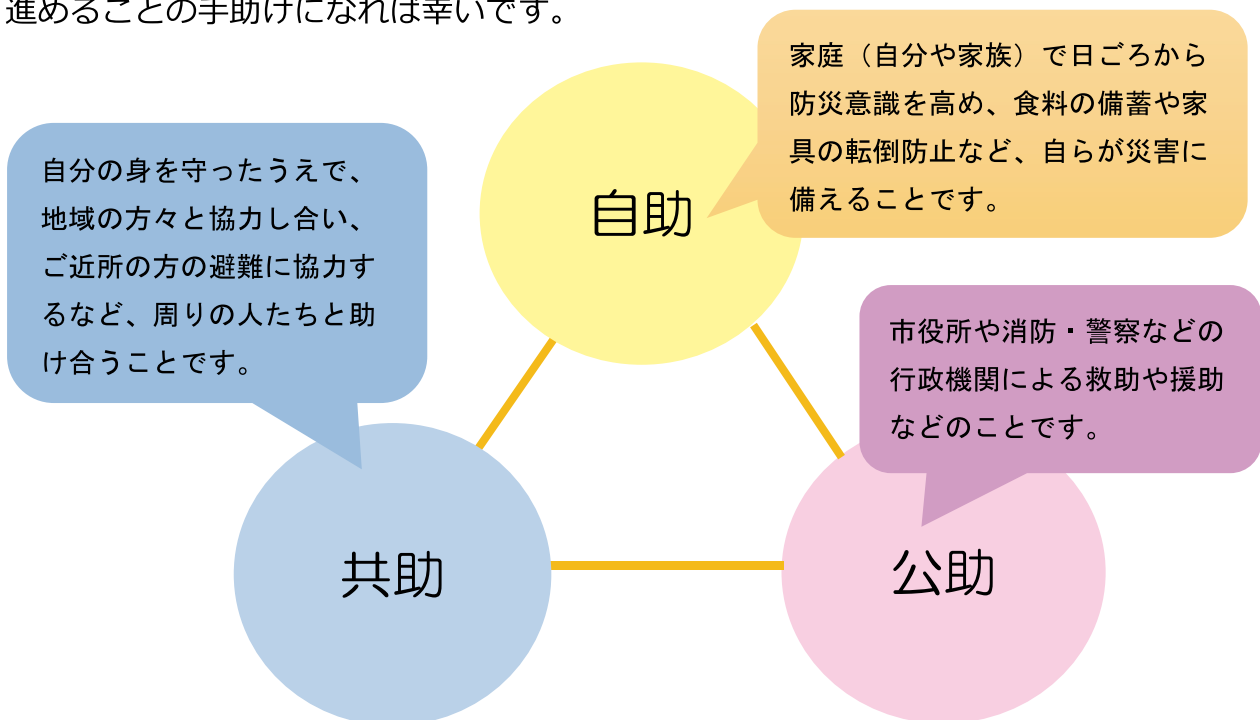 進めることの手助けになれば幸いです。
家庭（自分や家族）で日ごろから
防災意識を高め、食料の備蓄や家
具の転倒防止など、自らが災害に
備えることです。
自助
自分の身を守ったうえで、
地域の方々と協力し合い、
ご近所の方の避難に協力す
るなど、周りの人たちと助
け合うことです。
市役所や消防・警察などの
行政機関による救助や援助
などのことです。
共助
公助